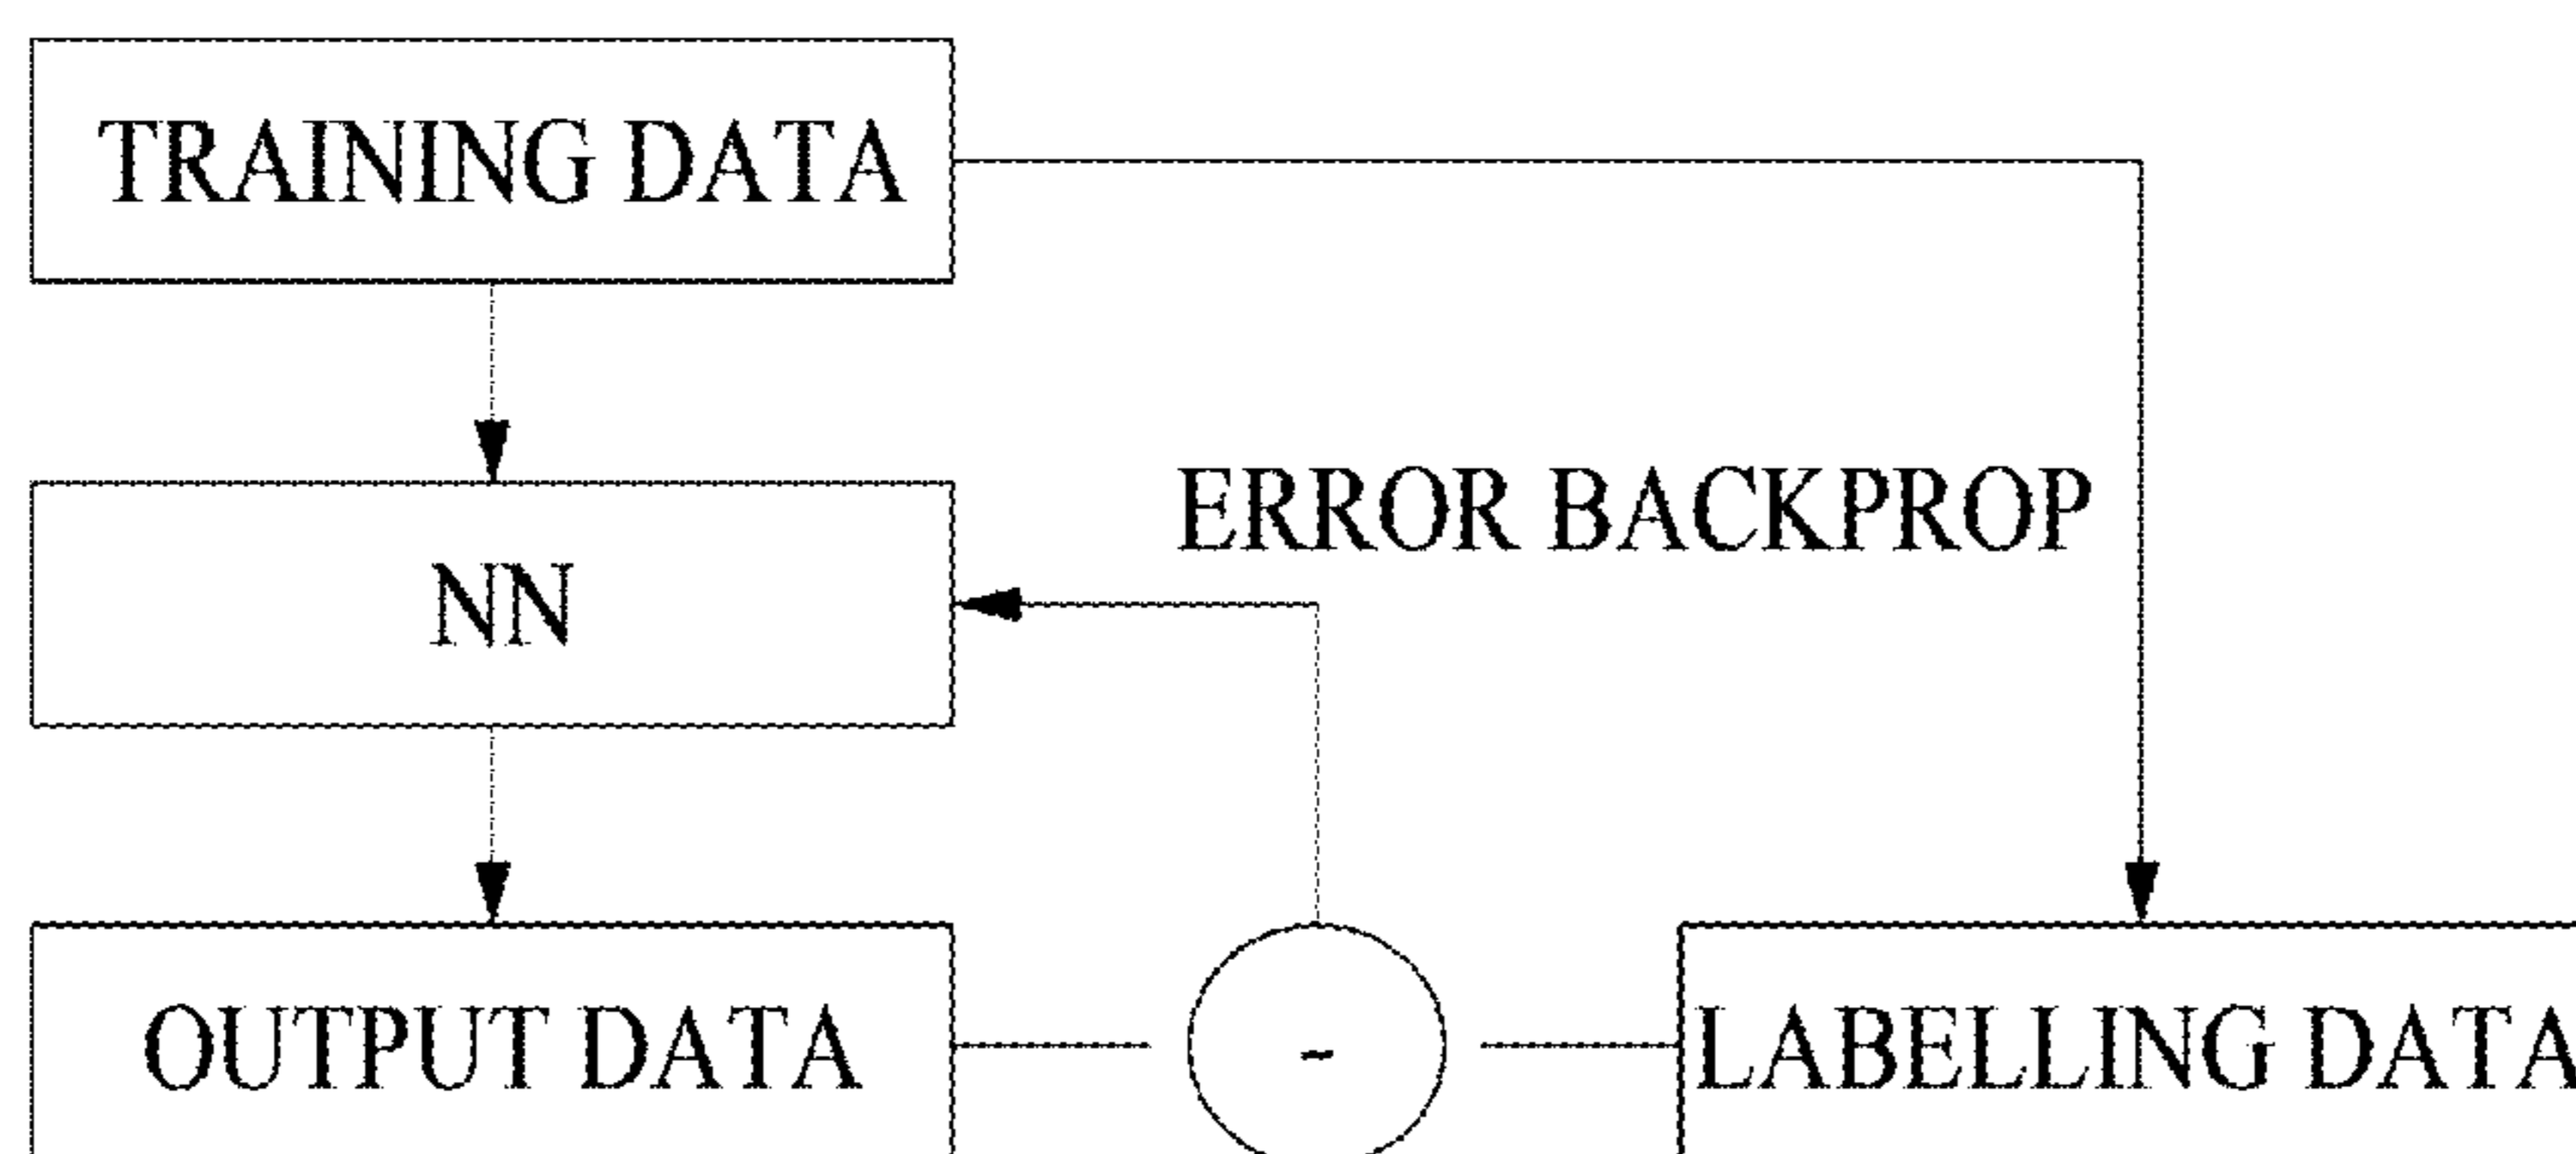 TRAINING DATA
ERROR BACKPROP
NN
OUTPUT DATA
-
LABELLING DATA